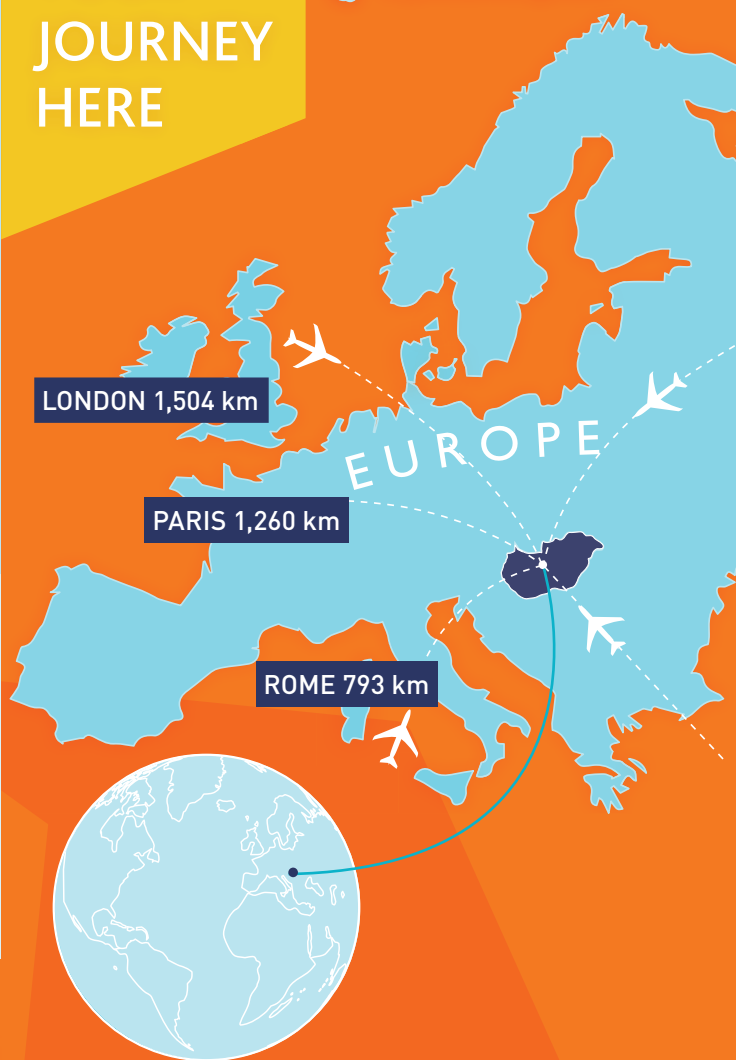 JOURNEY
HERE
LONDON 1,504 km
EUROPE
PARIS 1,260 km
ROME 793 km